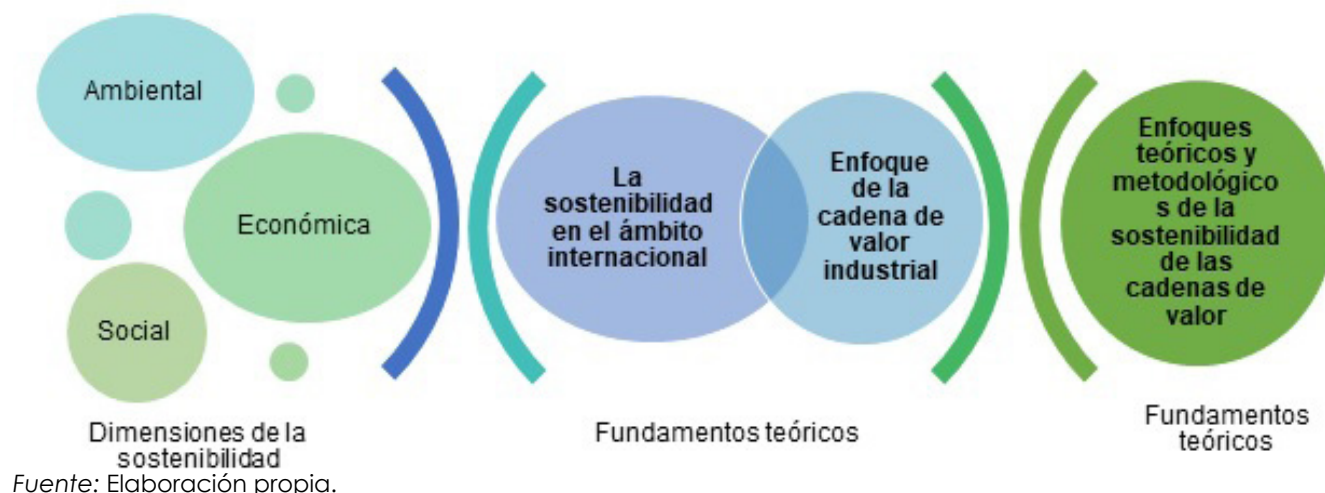 Ambiental
Económica
Social
Dimensiones de la
sostenibilidad
La
sostenibilidad
en el ámbito
internacional
Enfoque
de la
cadena de
valor
industrial
Fundamentos teóricos
Enfoques
teóricos y
metodológico
s de la
sostenibilidad
de las
cadenas de
valor
Fundamentos
teóricos
Fuente: Elaboración propia.